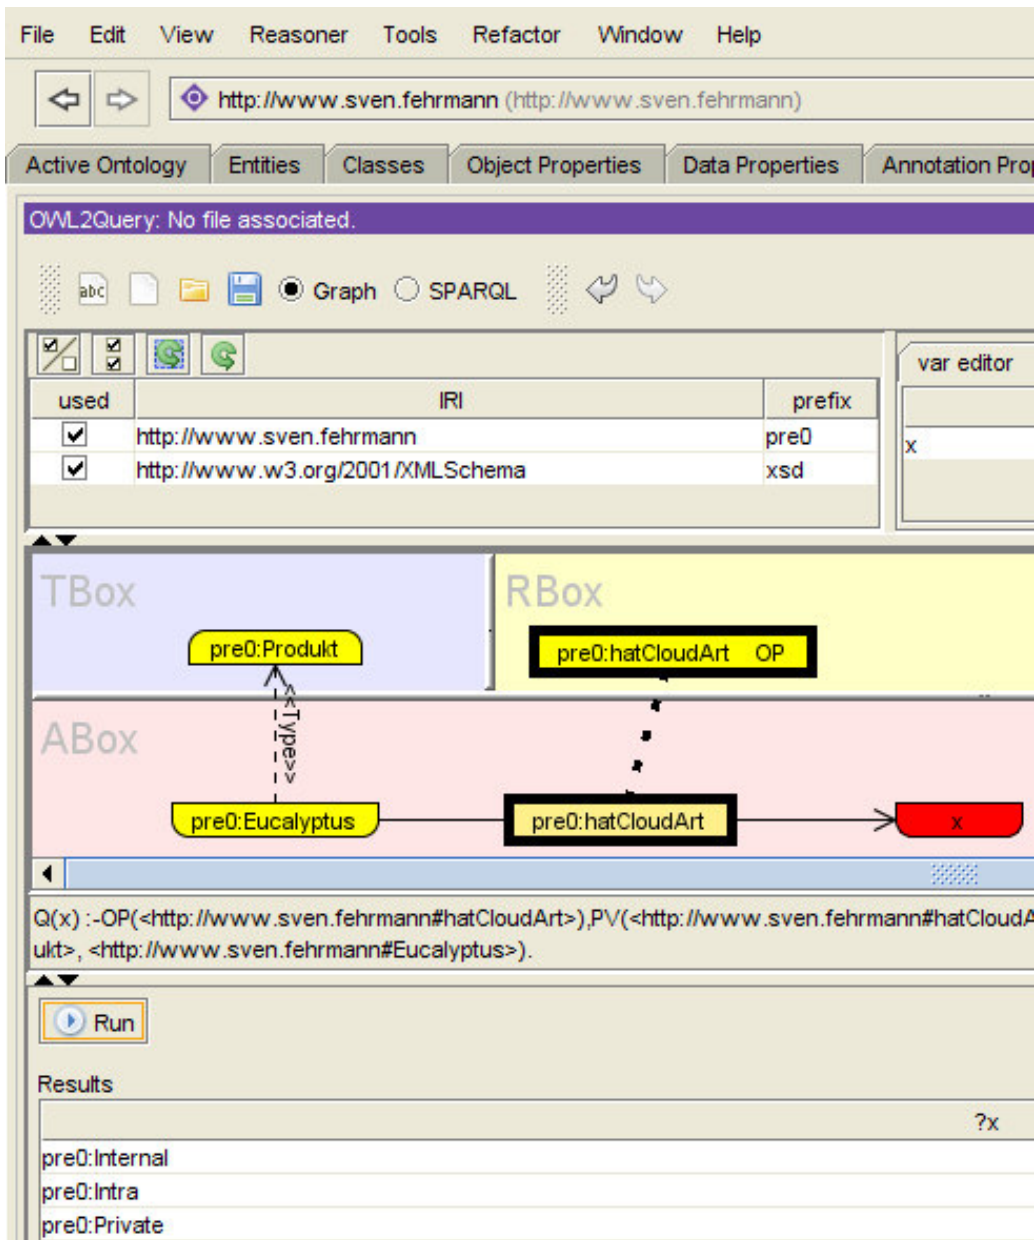 File Edit View Reasoner Tools Refactor Window Help
http://www.sven.fehrmann (http://www.sven.fehrmann)
Active Ontology Entities Classes Object Properties Data Properties Annotation Prop
OWL2Query: No file associated.
abc Graph SPARQL
var editor
used IRI prefix
http://www.sven.fehrmann pre0
x
http://www.w3.org/2001/XMLSchema xsd
TBox RBox
pre0:Produkt pre0:hatCloudArt OP
<<Type>>
ABox
pre0:Eucalyptus pre0:hatCloudArt x
Q(x) :-OP(<http://www.sven.fehrmann#hatCloudArt>),PV(<http://www.sven.fehrmann#hatCloudA
ukt>, <http://www.sven.fehrmann#Eucalyptus>).
Run
Results
?x
pre0:Internal
pre0:Intra
pre0:Private